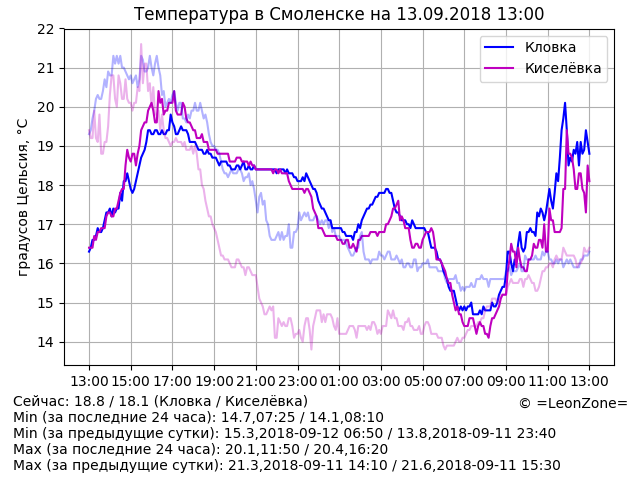 Температура в Смоленске на 13.09.2018 13:00
градусов Цельсия, °C
22
21
20
19
18
17
16
15
14
Кловка
Киселёвка
13:00 15:00 17:00 19:00 21:00 23:00 01:00 03:00 05:00 07:00 09:00 11:00 13:00
Сейчас: 18.8 / 18.1 (Кловка / Киселёвка)
© =LeonZone=
Min (за последние 24 часа): 14.7,07:25 / 14.1,08:10
Min (за предыдущие сутки): 15.3,2018-09-12 06:50 / 13.8,2018-09-11 23:40
Max (за последние 24 часа): 20.1,11:50 / 20.4,16:20
Max (за предыдущие сутки): 21.3,2018-09-11 14:10 / 21.6,2018-09-11 15:30